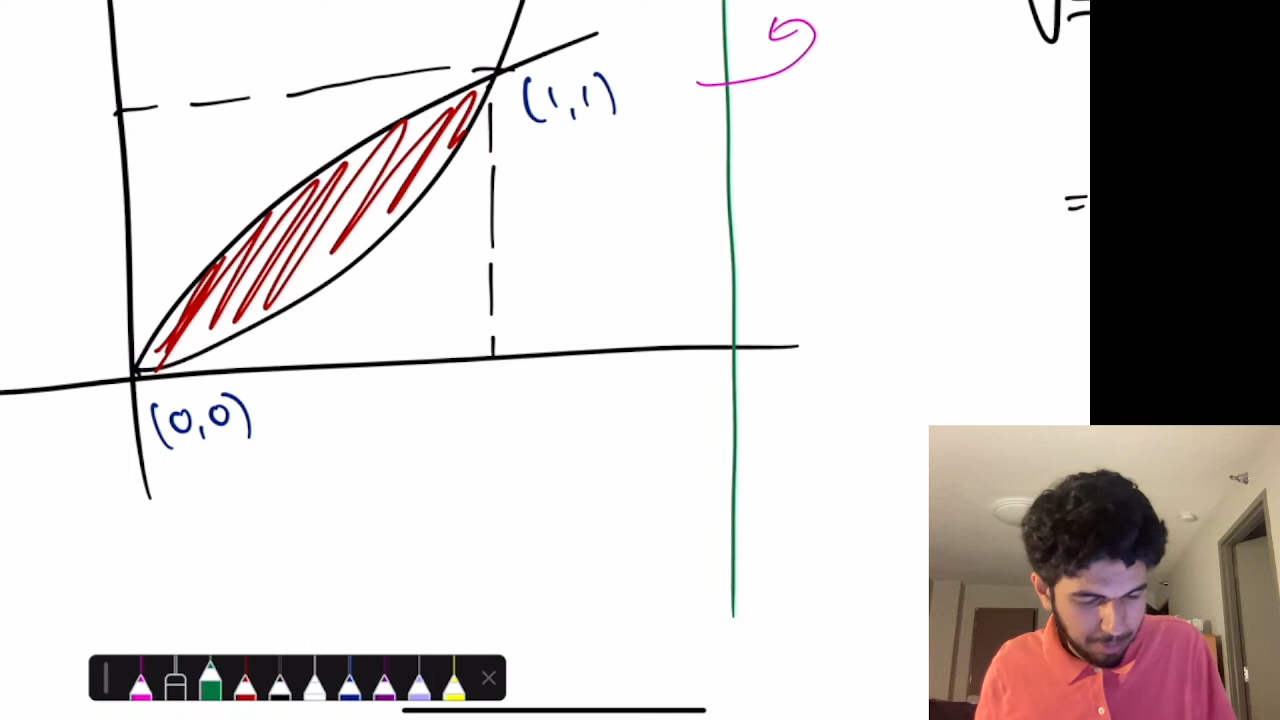 V=
(1,1)
=
(0,0)